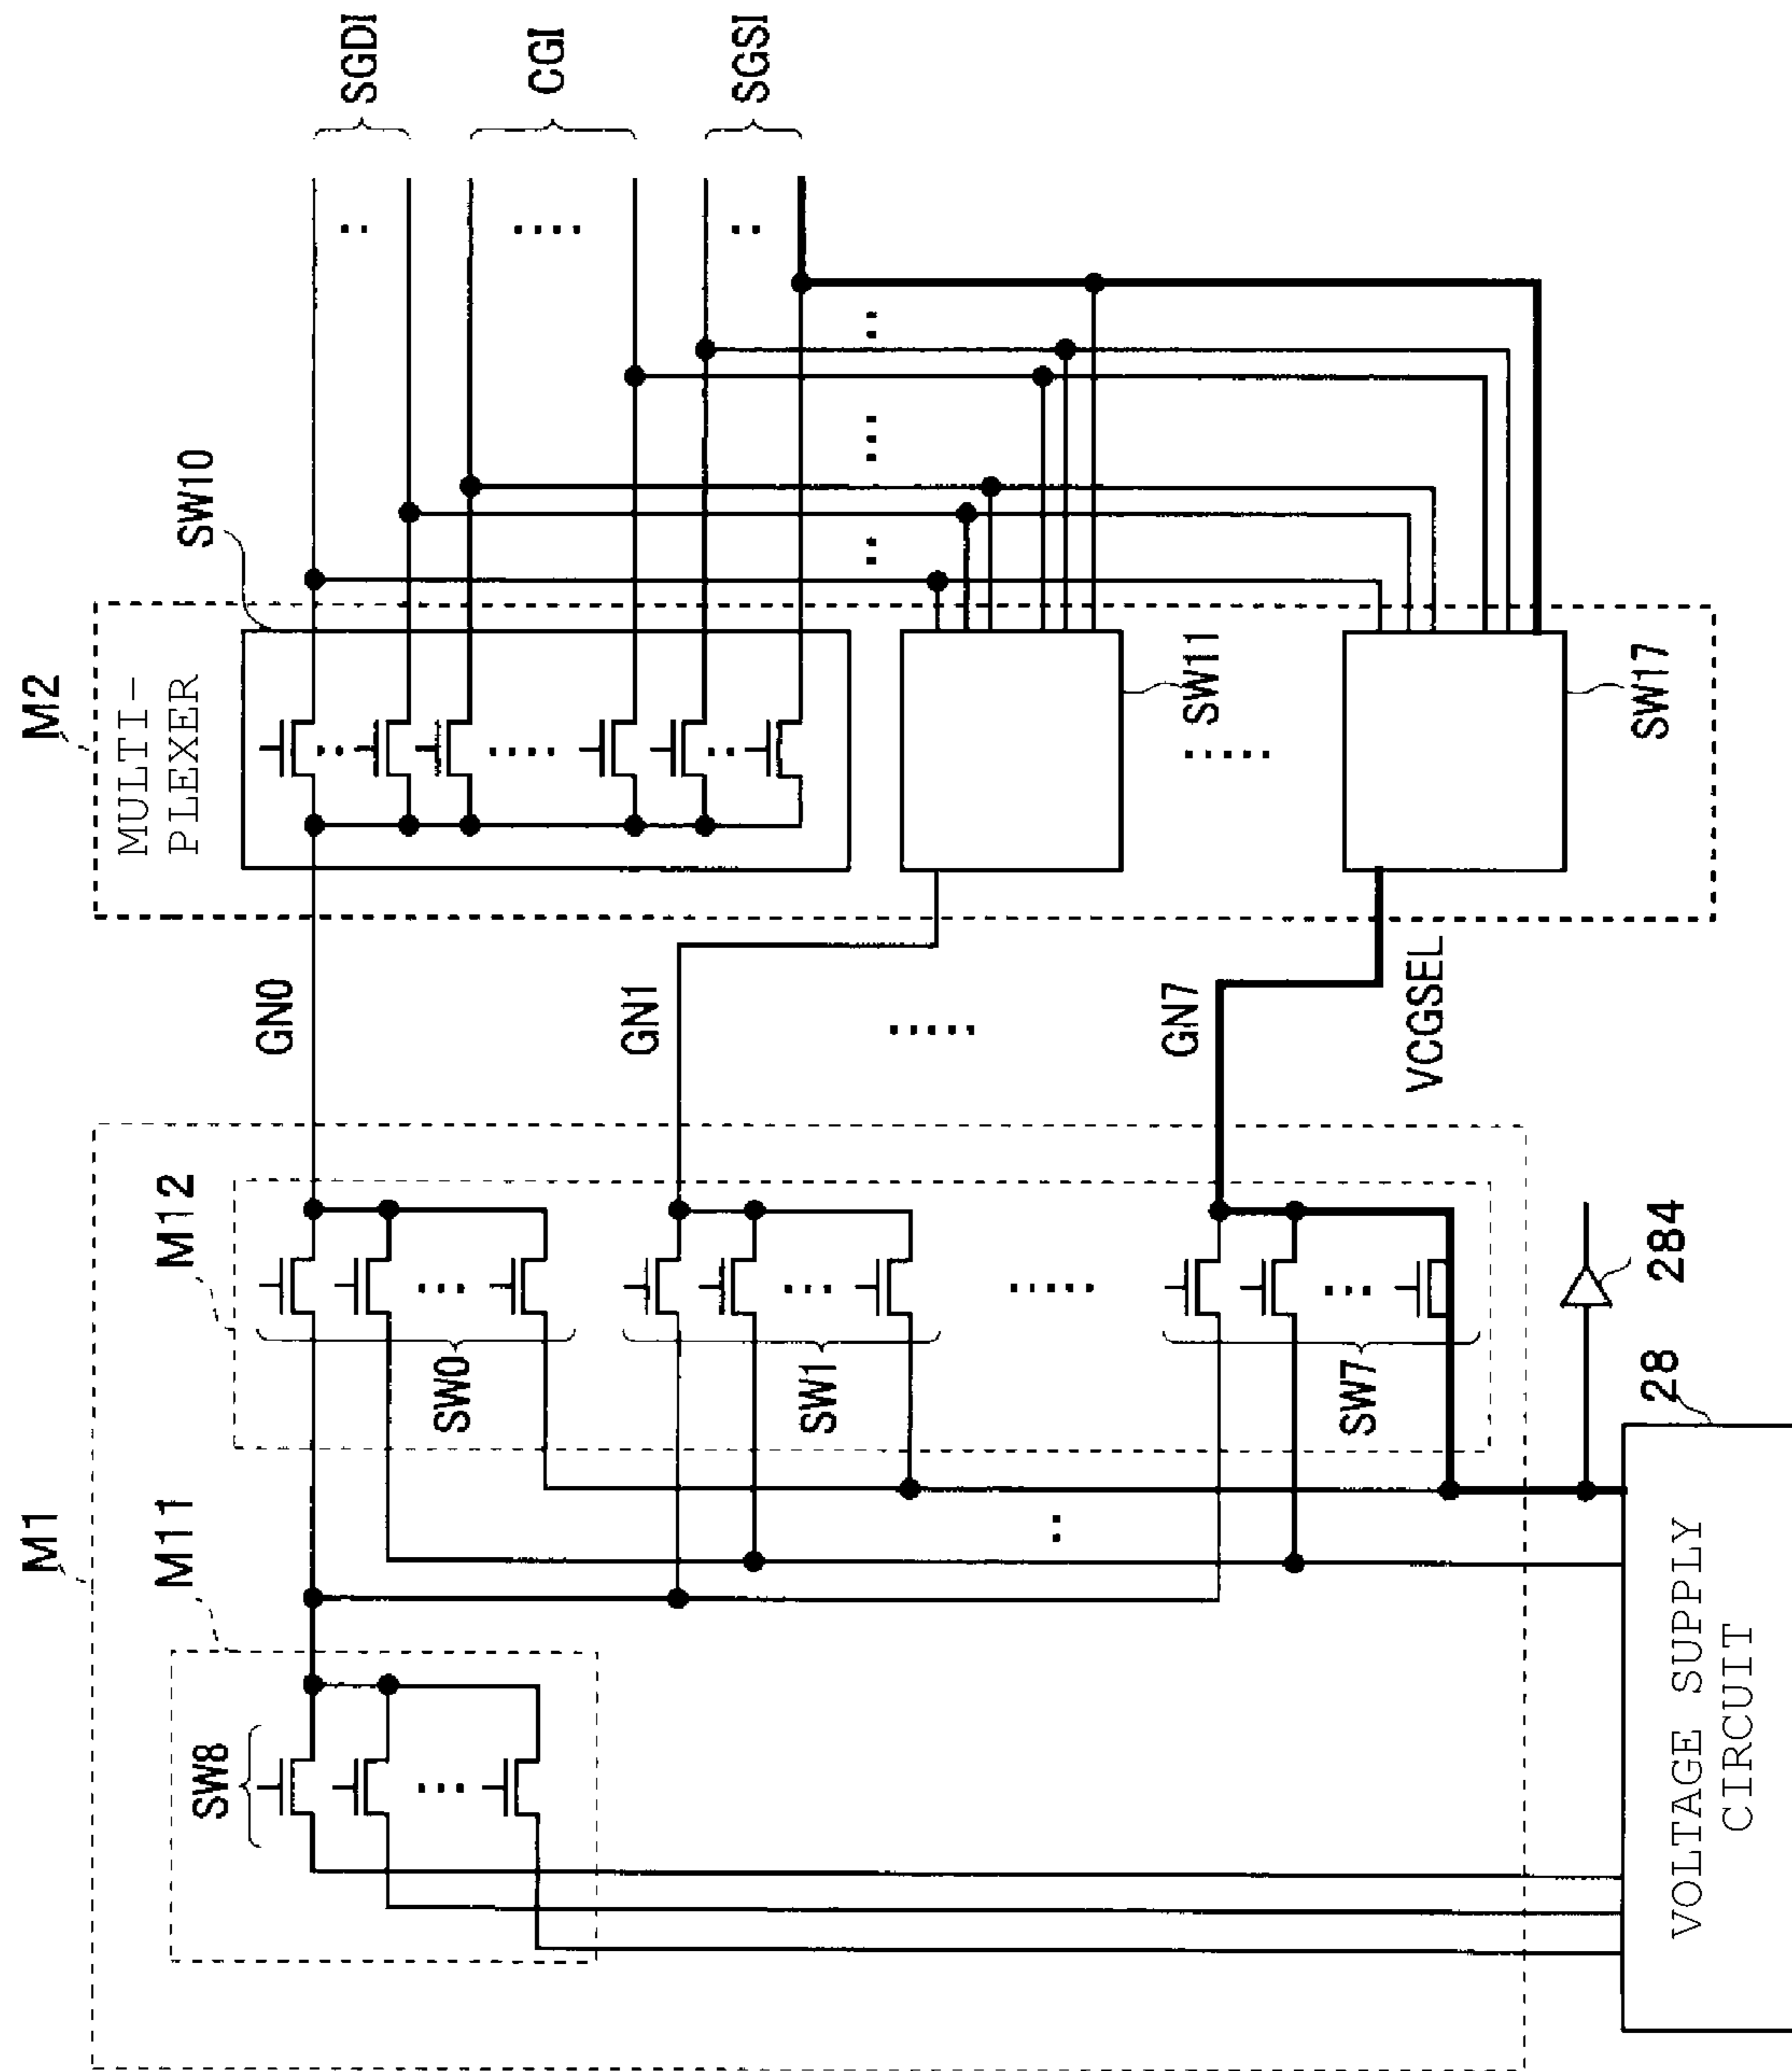 M1
M11
SW8
M12
SW0
SW1
SW7
GN0
GN1
GN7
VCGSEL
M2
MULTI-
PLEXER
SW10
SW11
SW17
SGDI
CGI
SGSI
284
28
VOLTAGE SUPPLY
CIRCUIT